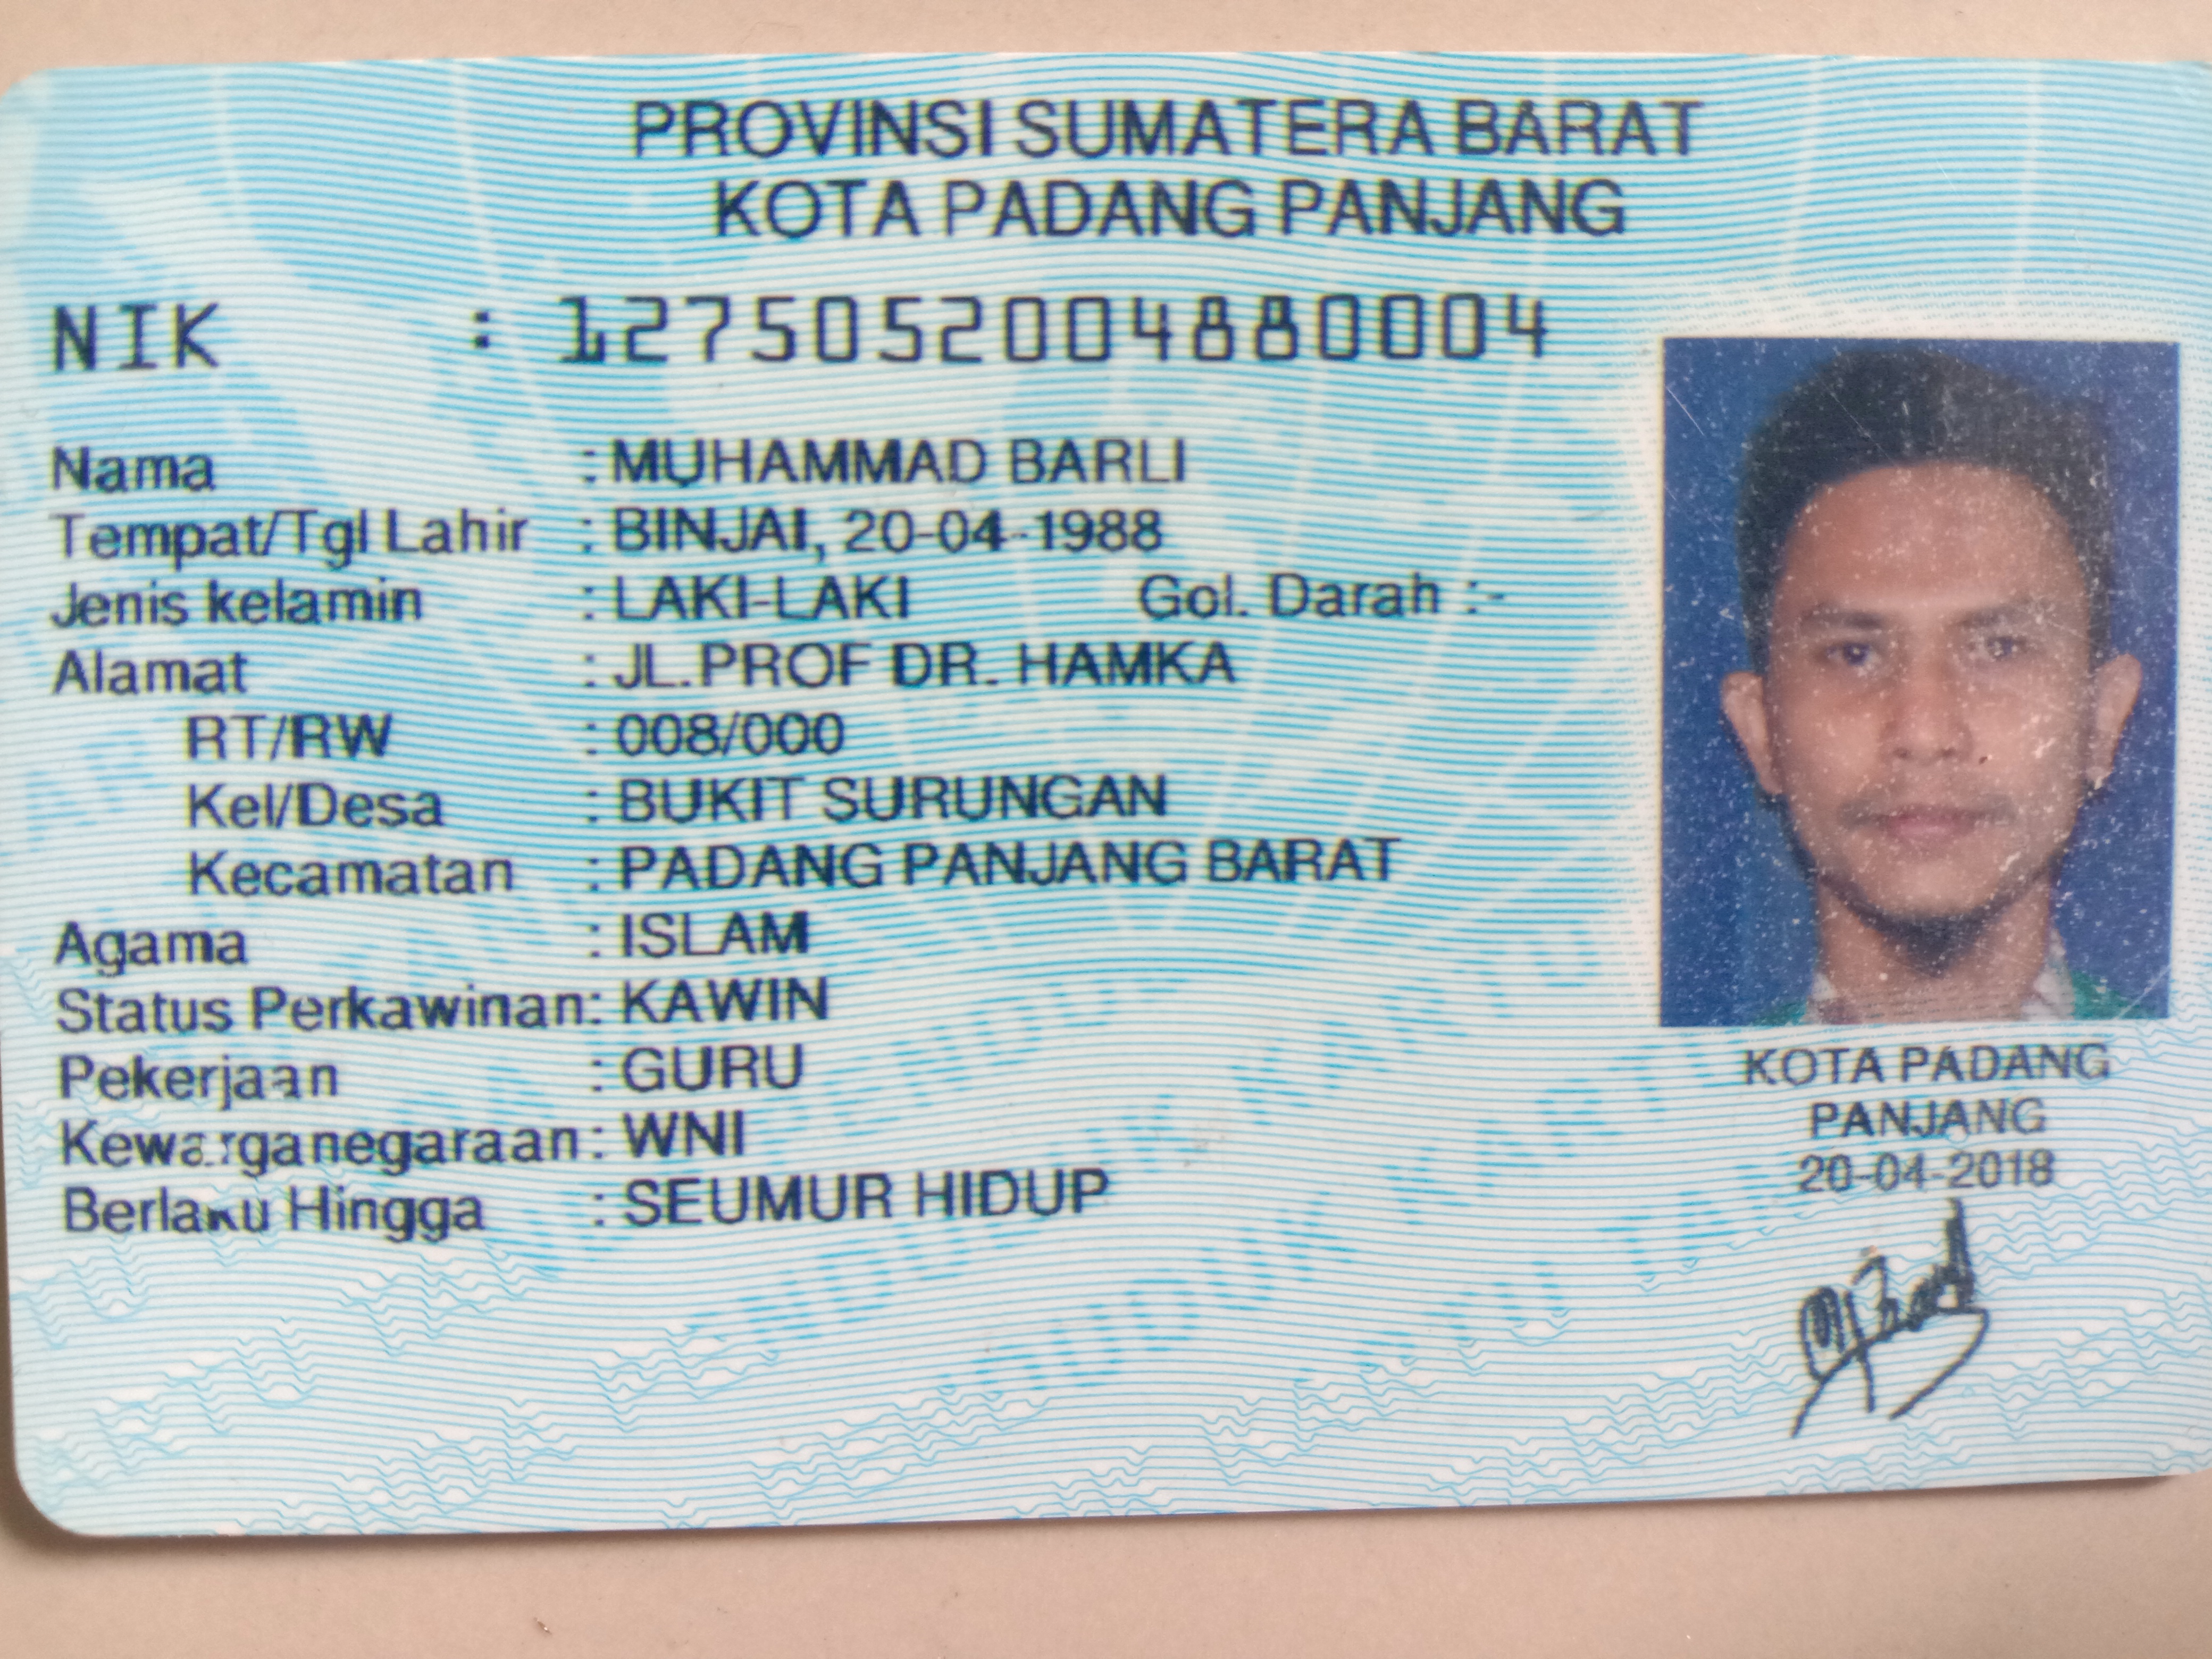 PROVINSI SUMATERA BARAT
KOTA PADANG PANJANG
NIK : 1275052004880004
Nama : MUHAMMAD BARLI
Tempat/Tgl Lahir : BINJAI, 20-04-1988
Jenis kelamin : LAKI-LAKI Gol. Darah :-
Alamat : JL.PROF DR. HAMKA
RT/RW : 008/000
Kel/Desa : BUKIT SURUNGAN
Kecamatan : PADANG PANJANG BARAT
Agama : ISLAM
Status Perkawinan: KAWIN
Pekerjaan : GURU
Kewarganegaraan: WNI
Berlaku Hingga : SEUMUR HIDUP
KOTA PADANG
PANJANG
20-04-2018